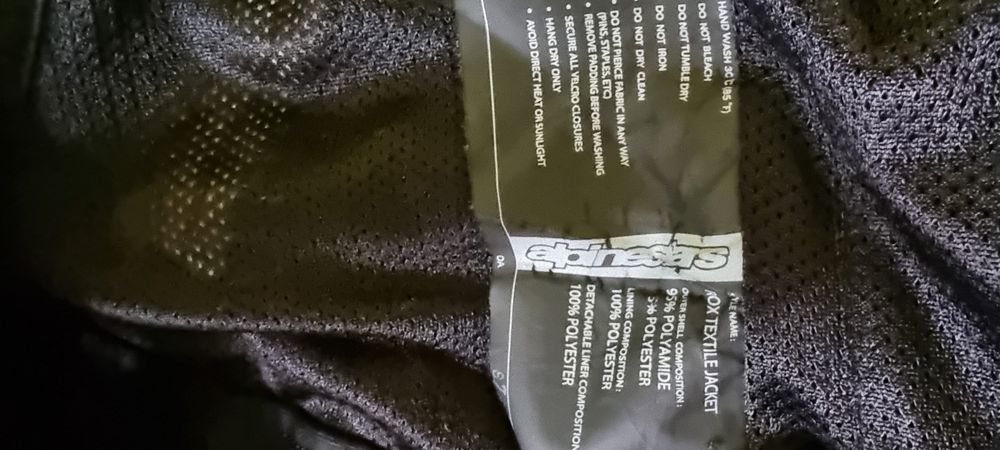 HAND WASH 30°C (85 °F)
DO NOT BLEACH
DO NOT TUMBLE DRY
DO NOT IRON
DO NOT DRY CLEAN
• DO NOT PIERCE FABRIC IN ANY WAY
(PINS, STAPLES, ETC)
• REMOVE PADDING BEFORE WASHING
• SECURE ALL VELCRO CLOSURES
• HANG DRY ONLY
• AVOID DIRECT HEAT OR SUNLIGHT
alpinestars
NAME :
TEXTILE JACKET
OUTER SHELL COMPOSITION :
95% POLYAMIDE
5% POLYESTER
LINING COMPOSITION :
100% POLYESTER
DETACHABLE LINER COMPOSITION
100% POLYESTER